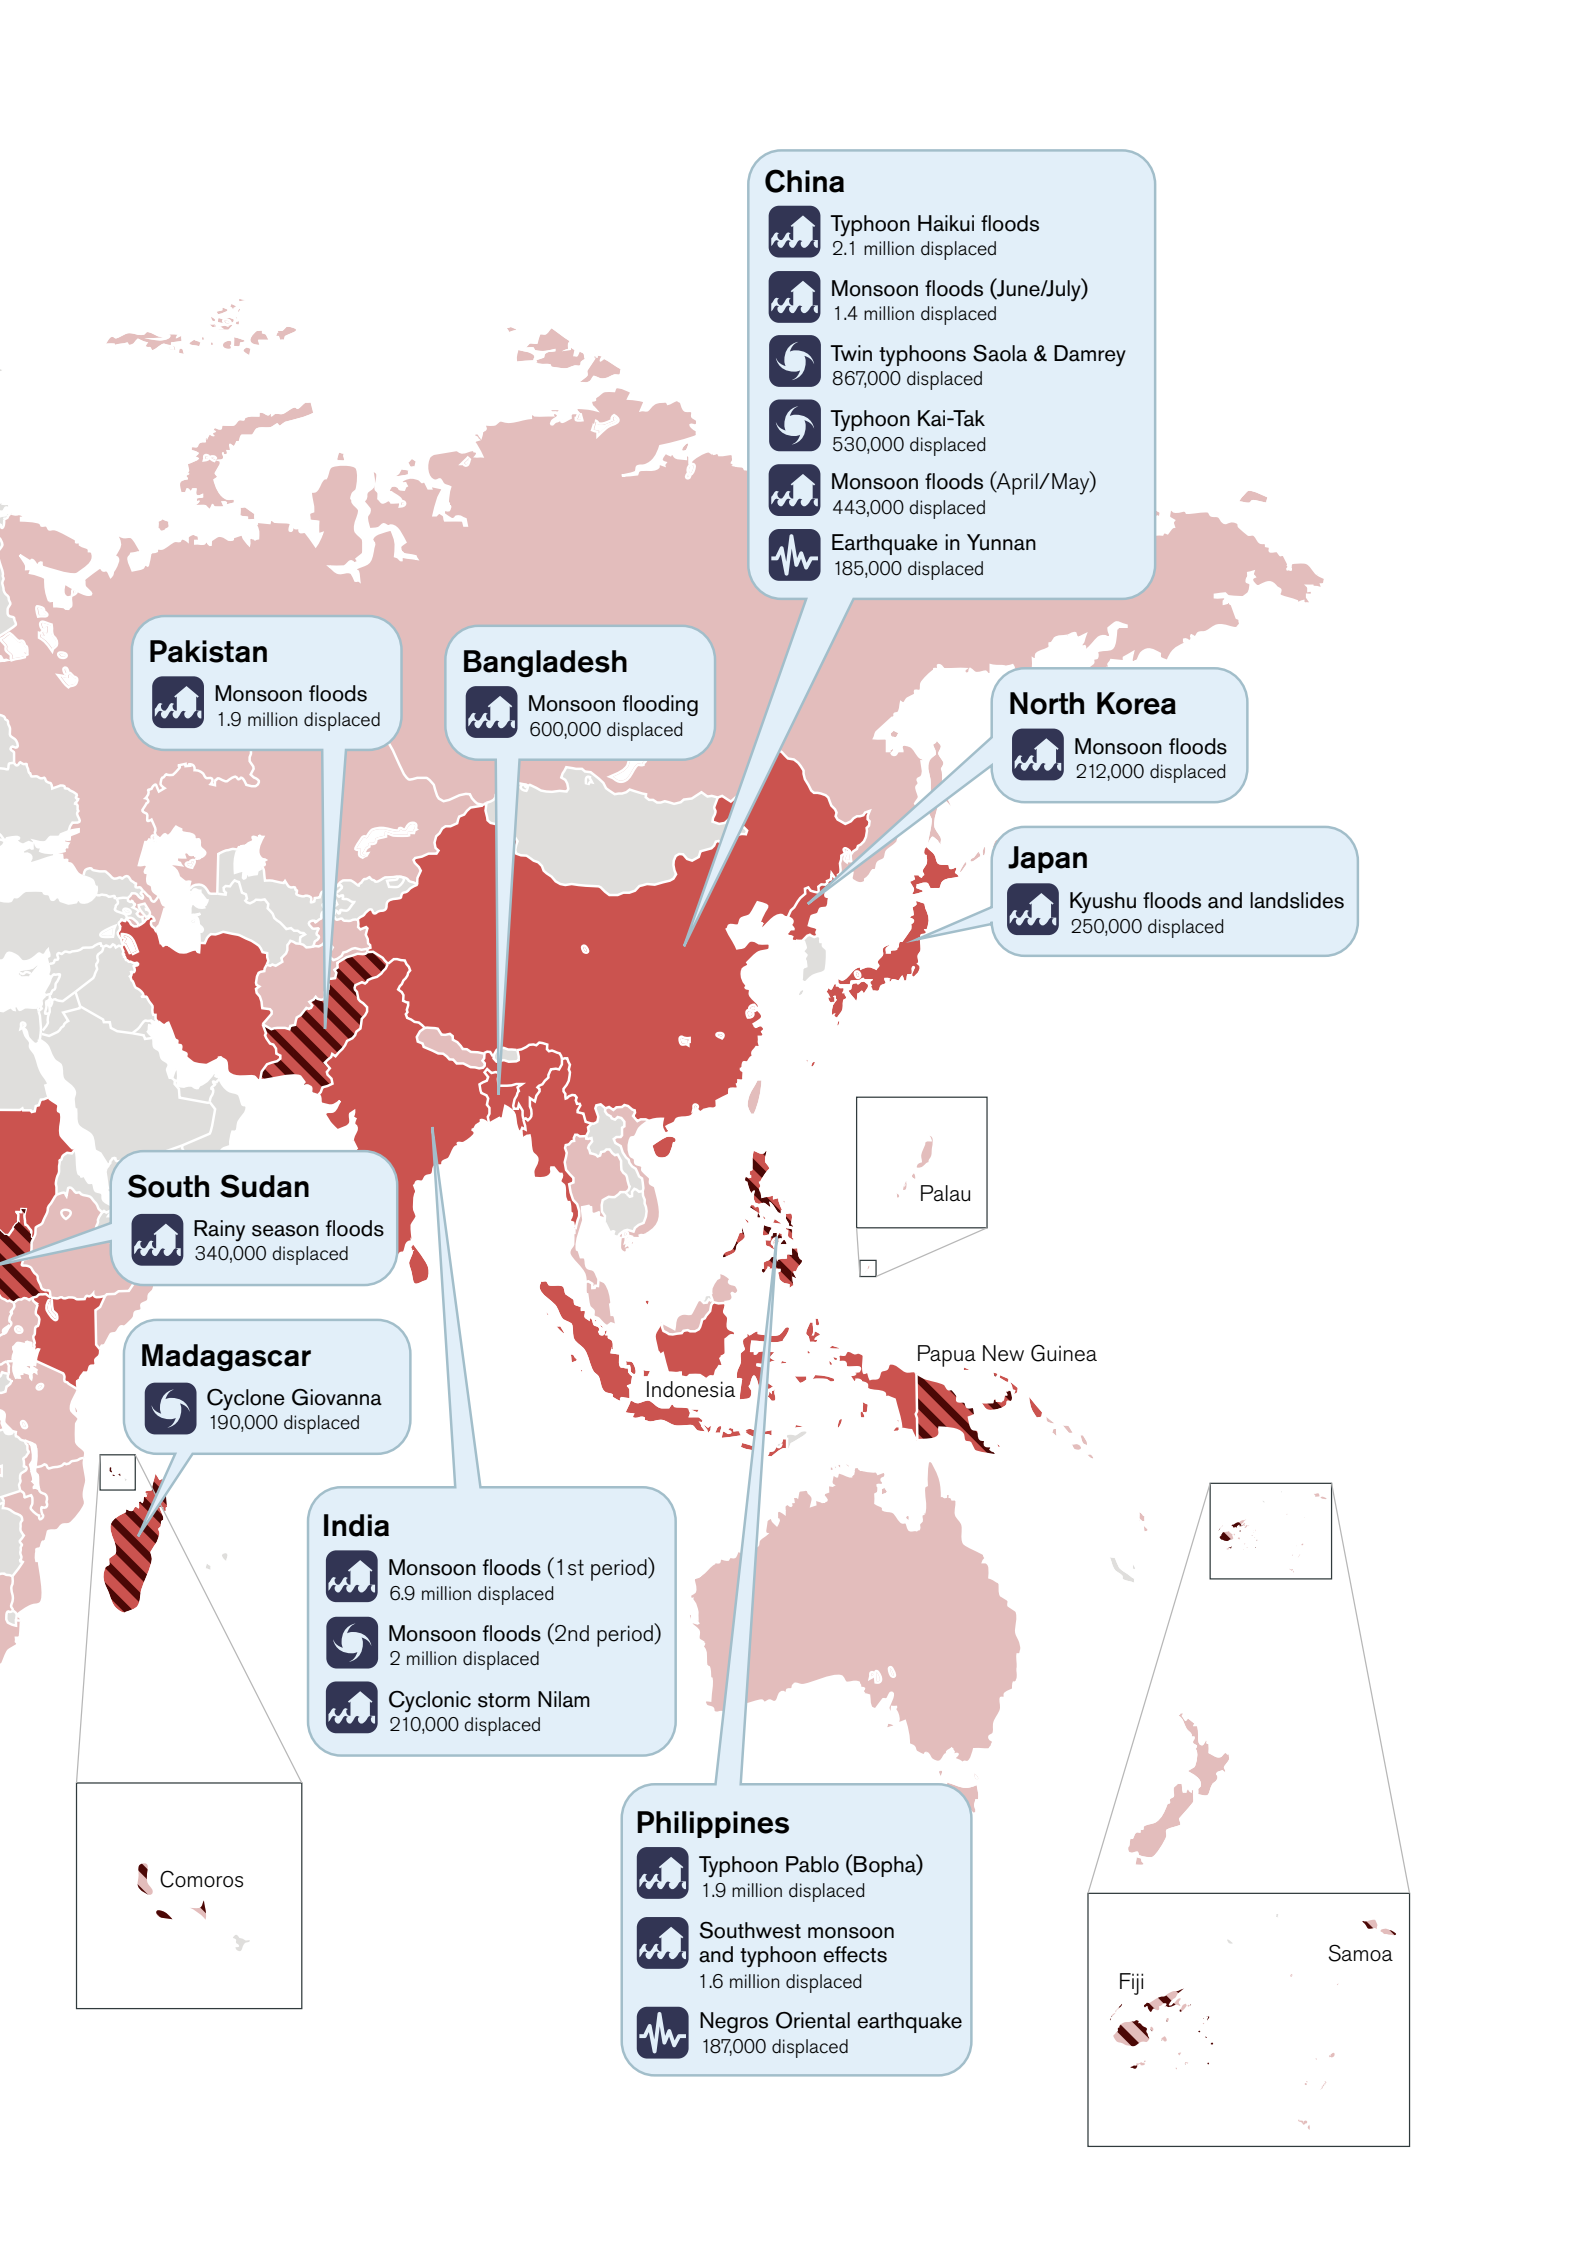 China
Typhoon Haikui floods
2.1 million displaced
Monsoon floods (June/July)
1.4 million displaced
Twin typhoons Saola & Damrey
867,000 displaced
Typhoon Kai-Tak
530,000 displaced
Monsoon floods (April/May)
443,000 displaced
Earthquake in Yunnan
185,000 displaced
Pakistan
Monsoon floods
1.9 million displaced
Bangladesh
Monsoon flooding
600,000 displaced
North Korea
Monsoon floods
212,000 displaced
Japan
Kyushu floods and landslides
250,000 displaced
Palau
South Sudan
Rainy season floods
340,000 displaced
Madagascar
Cyclone Giovanna
190,000 displaced
Papua New Guinea
Indonesia
India
Monsoon floods (1st period)
6.9 million displaced
Monsoon floods (2nd period)
2 million displaced
Cyclonic storm Nilam
210,000 displaced
Philippines
Typhoon Pablo (Bopha)
1.9 million displaced
Southwest monsoon
and typhoon effects
1.6 million displaced
Negros Oriental earthquake
187,000 displaced
Comoros
Samoa
Fiji